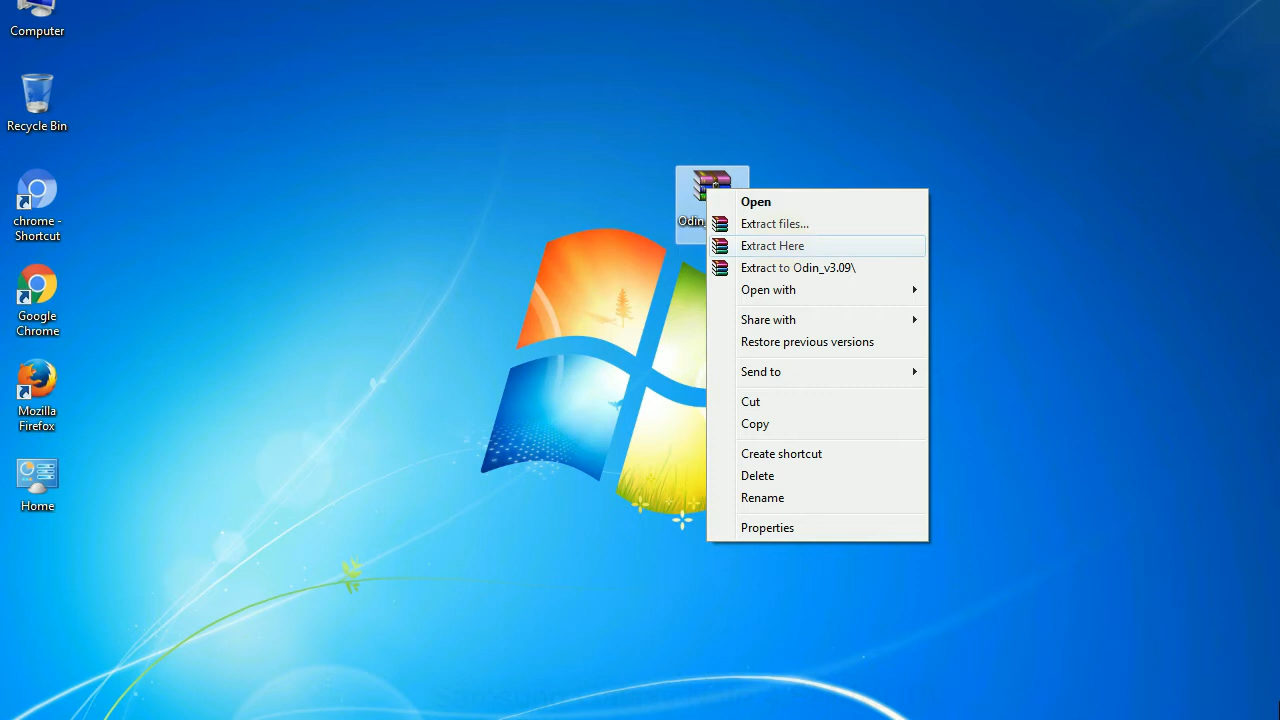 Computer
Recycle Bin
chrome -
Shortcut
Google
Chrome
Mozilla
Firefox
Home
Open
Extract files...
Extract Here
Extract to Odin_v3.09\
Open with
Share with
Restore previous versions
Send to
Cut
Copy
Create shortcut
Delete
Rename
Properties